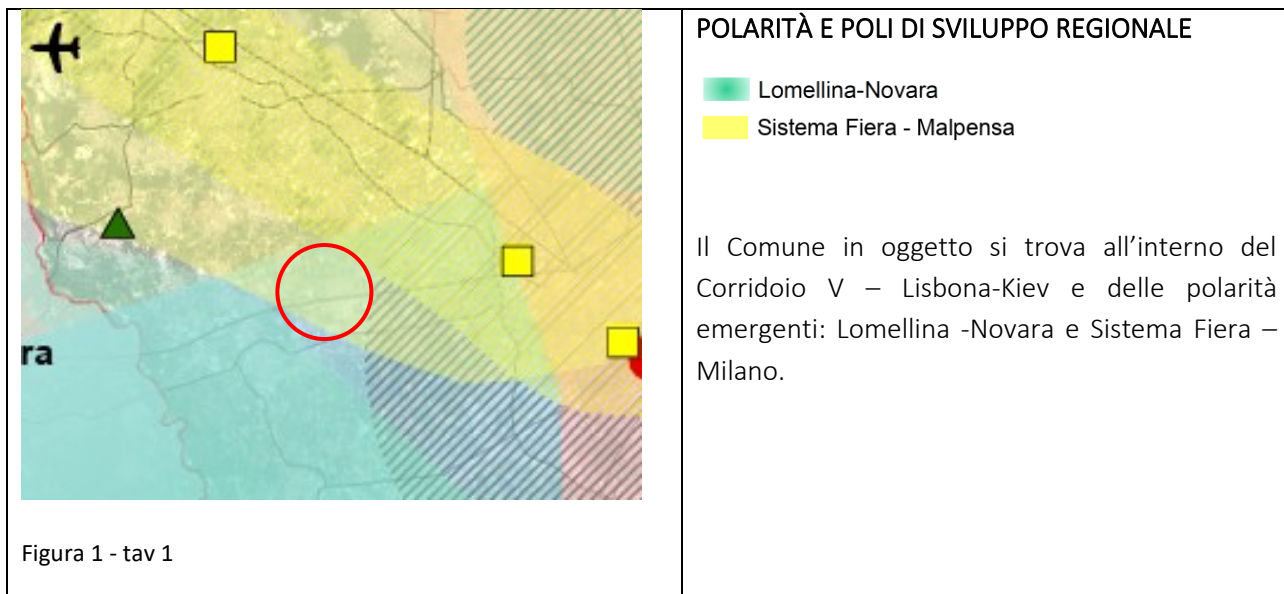 POLARITÀ E POLI DI SVILUPPO REGIONALE
Lomellina-Novara
Sistema Fiera - Malpensa
Il Comune in oggetto si trova all’interno del
Corridoio V – Lisbona-Kiev e delle polarità
emergenti: Lomellina -Novara e Sistema Fiera –
Milano.
ra
Figura 1 - tav 1